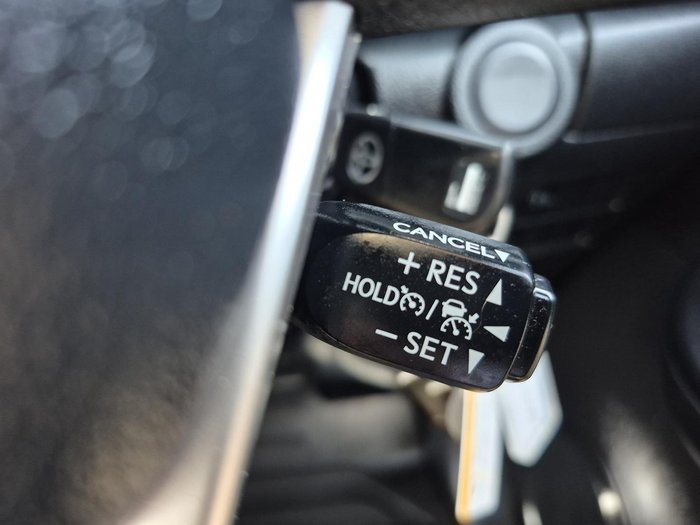 CANCEL▼
+ RES ▲
HOLD / ◀
− SET ▼